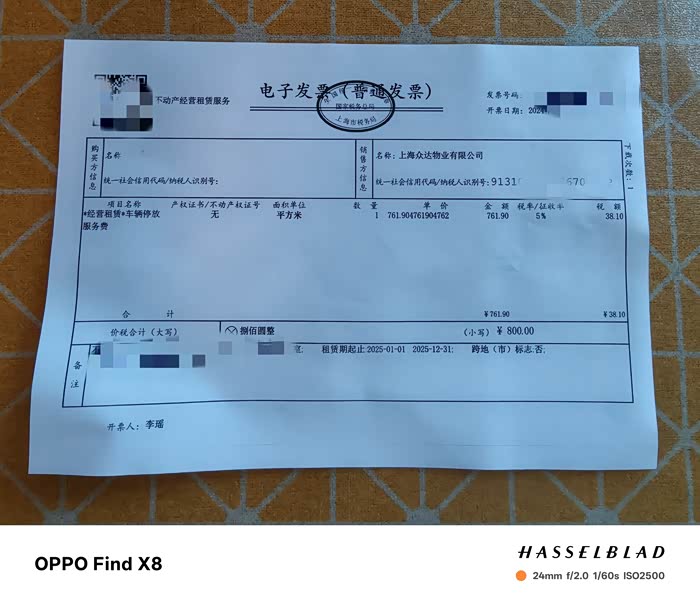 电子发票(普通发票)
不动产经营租赁服务
国家税务总局
上海市税务局
发票号码:
开票日期: 2024
购买方信息
名称
统一社会信用代码/纳税人识别号:
销售方信息
名称: 上海众达物业有限公司
统一社会信用代码/纳税人识别号: 9131 670
下载次数: 1
项目名称 产权证书/不动产权证号 面积单位 数量 单价 金额 税率/征收率 税额
*经营租赁*车辆停放 无 平方米 1 761.904761904762 761.90 5% 38.10
服务费
合计 ¥761.90 ¥38.10
价税合计(大写) 捌佰圆整 (小写) ¥ 800.00
备注
租赁期起止:2025-01-01 2025-12-31; 跨地(市)标志:否;
开票人: 李瑶
OPPO Find X8
HASSELBLAD
24mm f/2.0 1/60s ISO2500